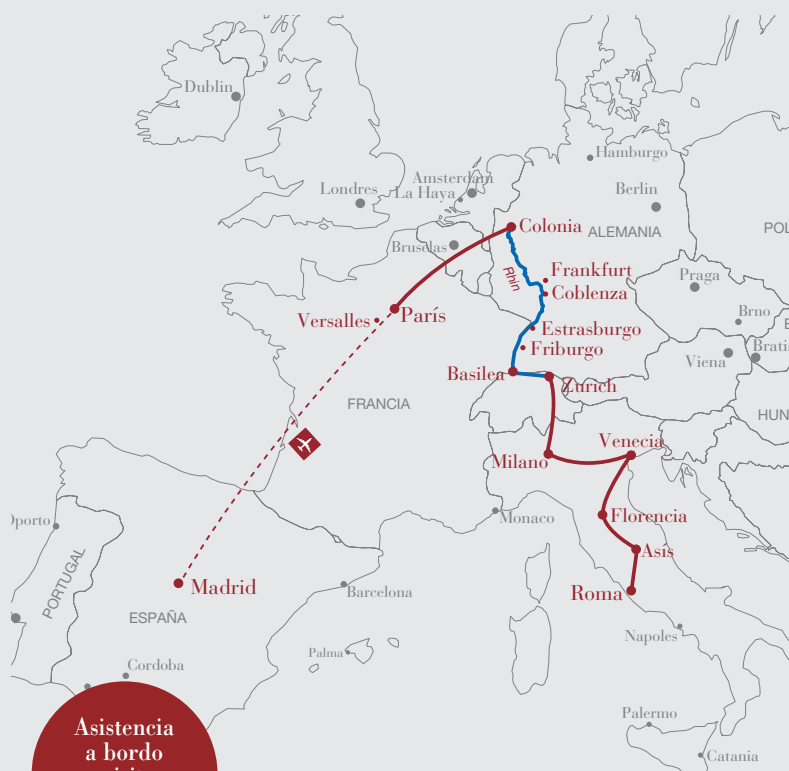 Dublin
Hamburgo
Amsterdam
Londres
La Haya
Berlin
Colonia
ALEMANIA
POL
Bruselas
Rhin
Frankfurt
Praga
Coblenza
Versalles
París
Brno
Estrasburgo
Friburgo
Viena
Brati
Basilea
Zurich
FRANCIA
HUN
Venecia
Milano
Oporto
Monaco
Florencia
Asís
PORTUGAL
Madrid
Barcelona
Roma
ESPAÑA
Napoles
Palma
Cordoba
Palermo
Catania
Asistencia
a bordo